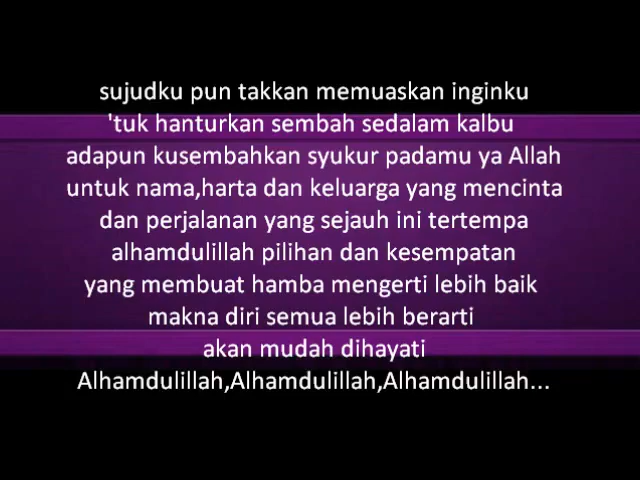 sujudku pun takkan memuaskan inginku
'tuk hanturkan sembah sedalam kalbu
adapun kusembahkan syukur padamu ya Allah
untuk nama,harta dan keluarga yang mencinta
dan perjalanan yang sejauh ini tertempa
alhamdulillah pilihan dan kesempatan
yang membuat hamba mengerti lebih baik
makna diri semua lebih berarti
akan mudah dihayati
Alhamdulillah,Alhamdulillah,Alhamdulillah...